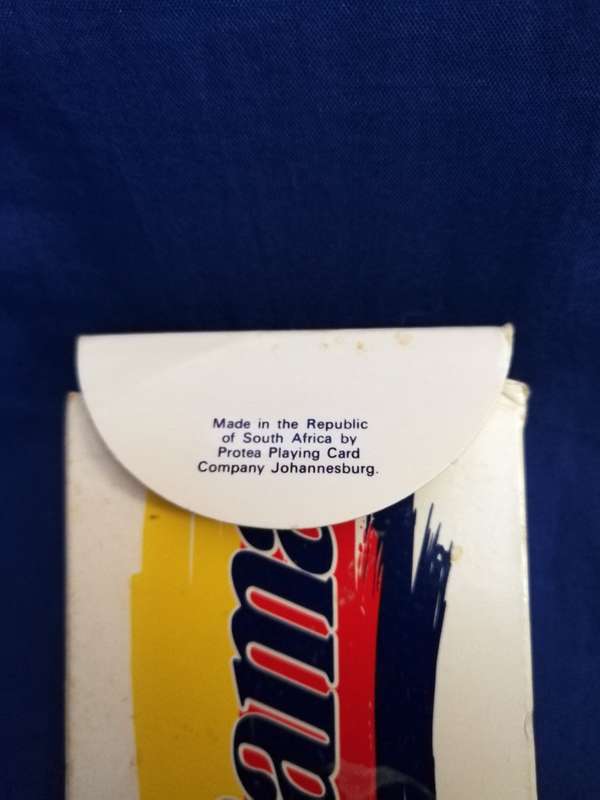 Made in the Republic
of South Africa by
Protea Playing Card
Company Johannesburg.